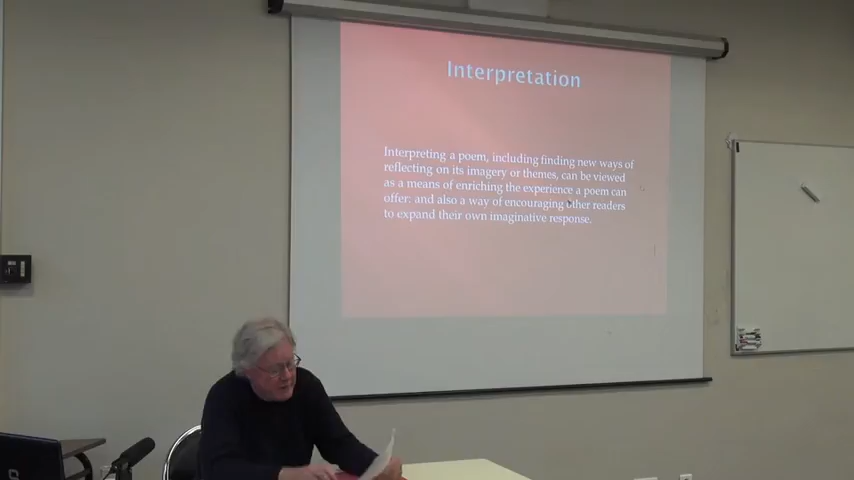 Interpretation
Interpreting a poem, including finding new ways of
reflecting on its imagery or themes, can be viewed
as a means of enriching the experience a poem can
offer: and also a way of encouraging other readers
to expand their own imaginative response.